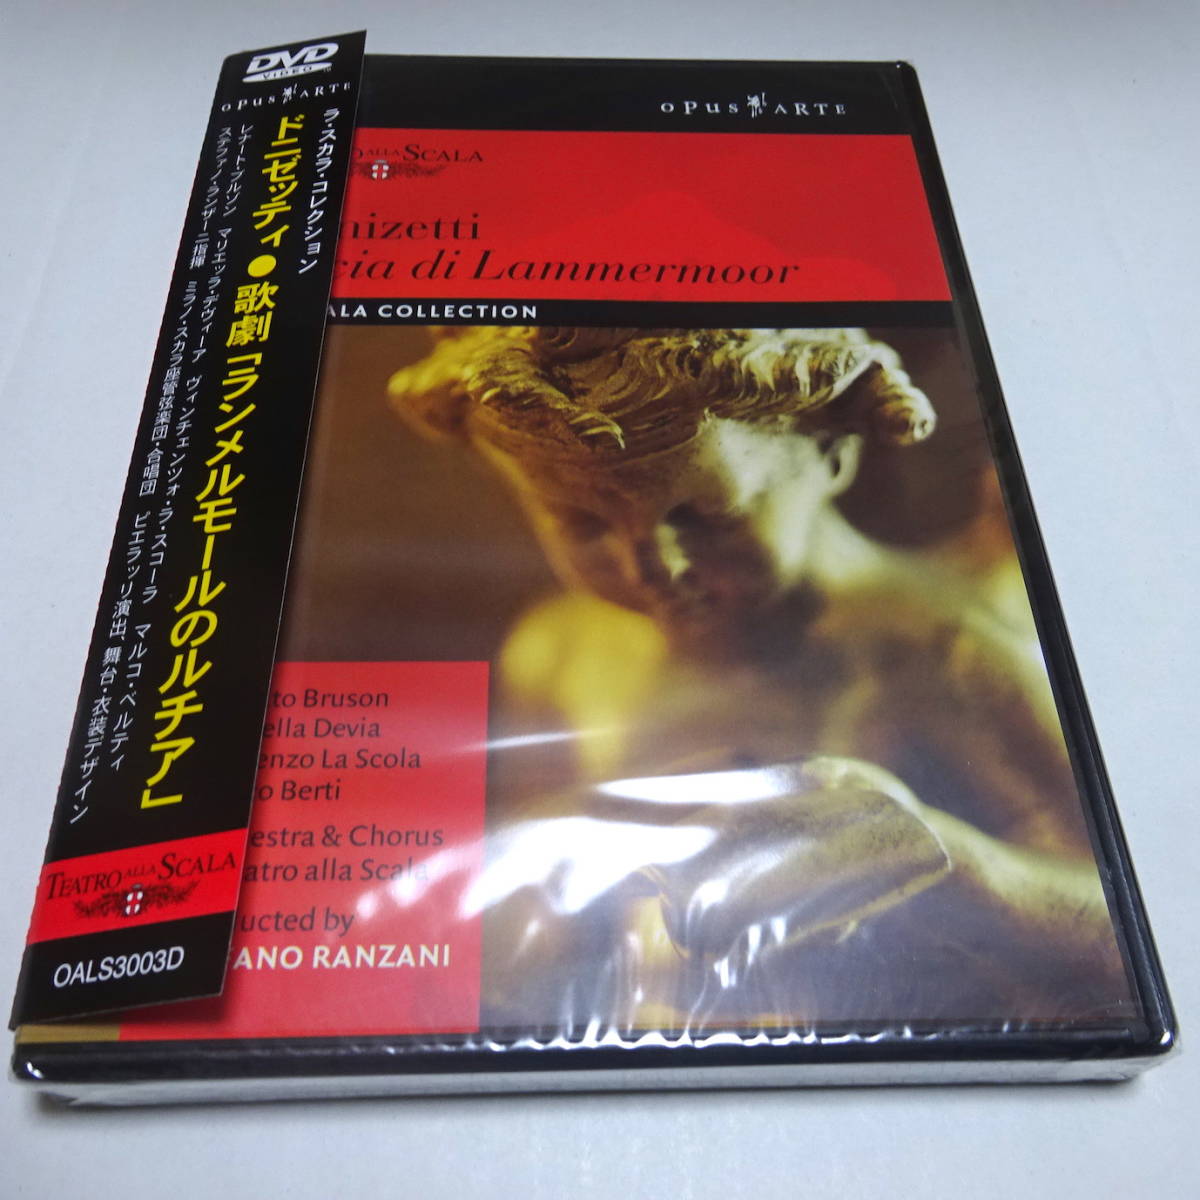 DVD
VIDEO
OPUS ARTE
ラ・スカラ・コレクション
ドニゼッティ●歌劇「ランメルモールのルチア」
レナート・ブルゾン マリエッラ・デヴィーア ヴィンチェンツォ・ラ・スコーラ マルコ・ベルティ
ステファノ・ランザーニ指揮 ミラノ・スカラ座管弦楽団・合唱団 ピエラッリ演出、舞台・衣装デザイン
TEATRO ALLA SCALA
OALS3003D
OPUS ARTE
O ALLA SCALA
nizetti
cia di Lammermoor
ALA COLLECTION
to Bruson
ella Devia
enzo La Scola
o Berti
estra & Chorus
atro alla Scala
ucted by
FANO RANZANI